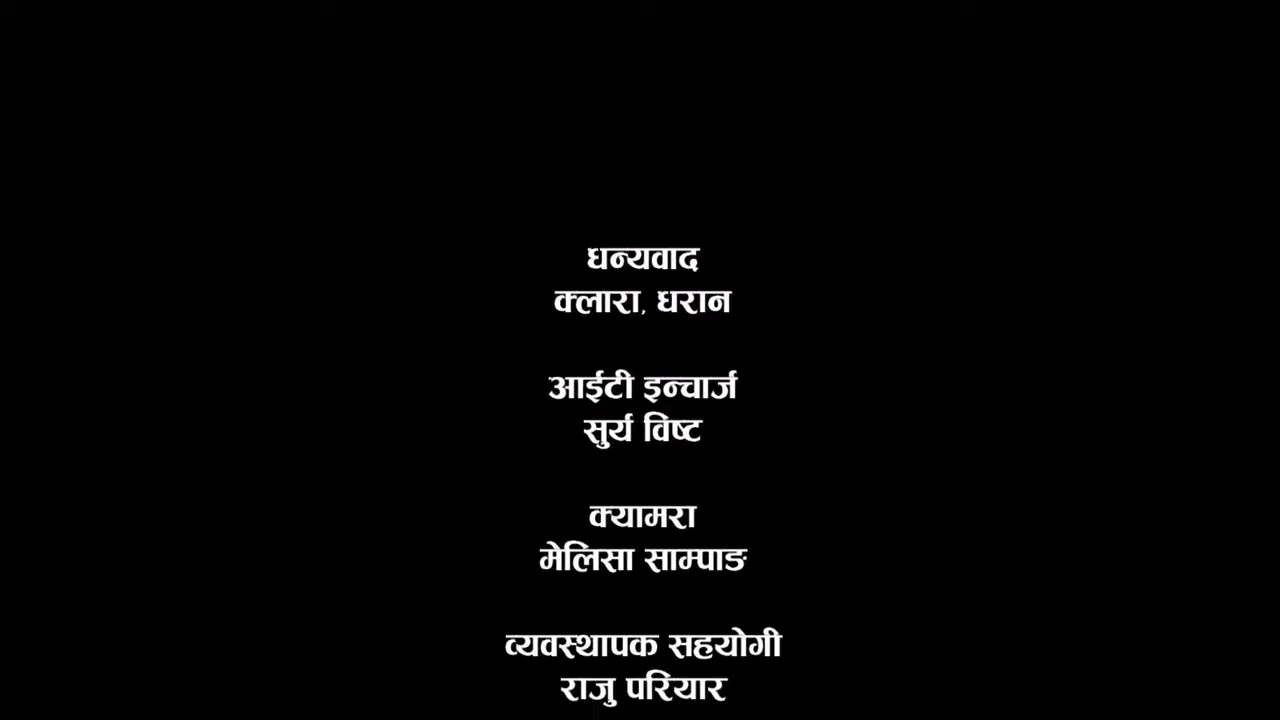 धन्यवाद
क्लारा, धरान
आईटी इन्चार्ज
सुर्य विष्ट
क्यामरा
मेलिसा साम्पाङ
व्यवस्थापक सहयोगी
राजु परियार